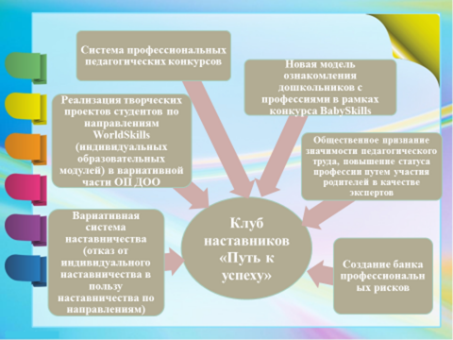 Система профессиональных
педагогических конкурсов
Новая модель
ознакомления
дошкольников с
профессиями в рамках
конкурса BabySkills
Реализация творческих
проектов студентов по
направлениям
WorldSkills
(индивидуальных
образовательных
модулей) в вариативной
части ОП ДОО
Общественное признание
значимости педагогического
труда, повышение статуса
профессии путем участия
родителей в качестве
экспертов
Вариативная
система
наставничества
(отказ от
индивидуального
наставничества в
пользу
наставничества по
направлениям)
Клуб
наставников
«Путь к
успеху»
Создание банка
профессиональн
ых рисков